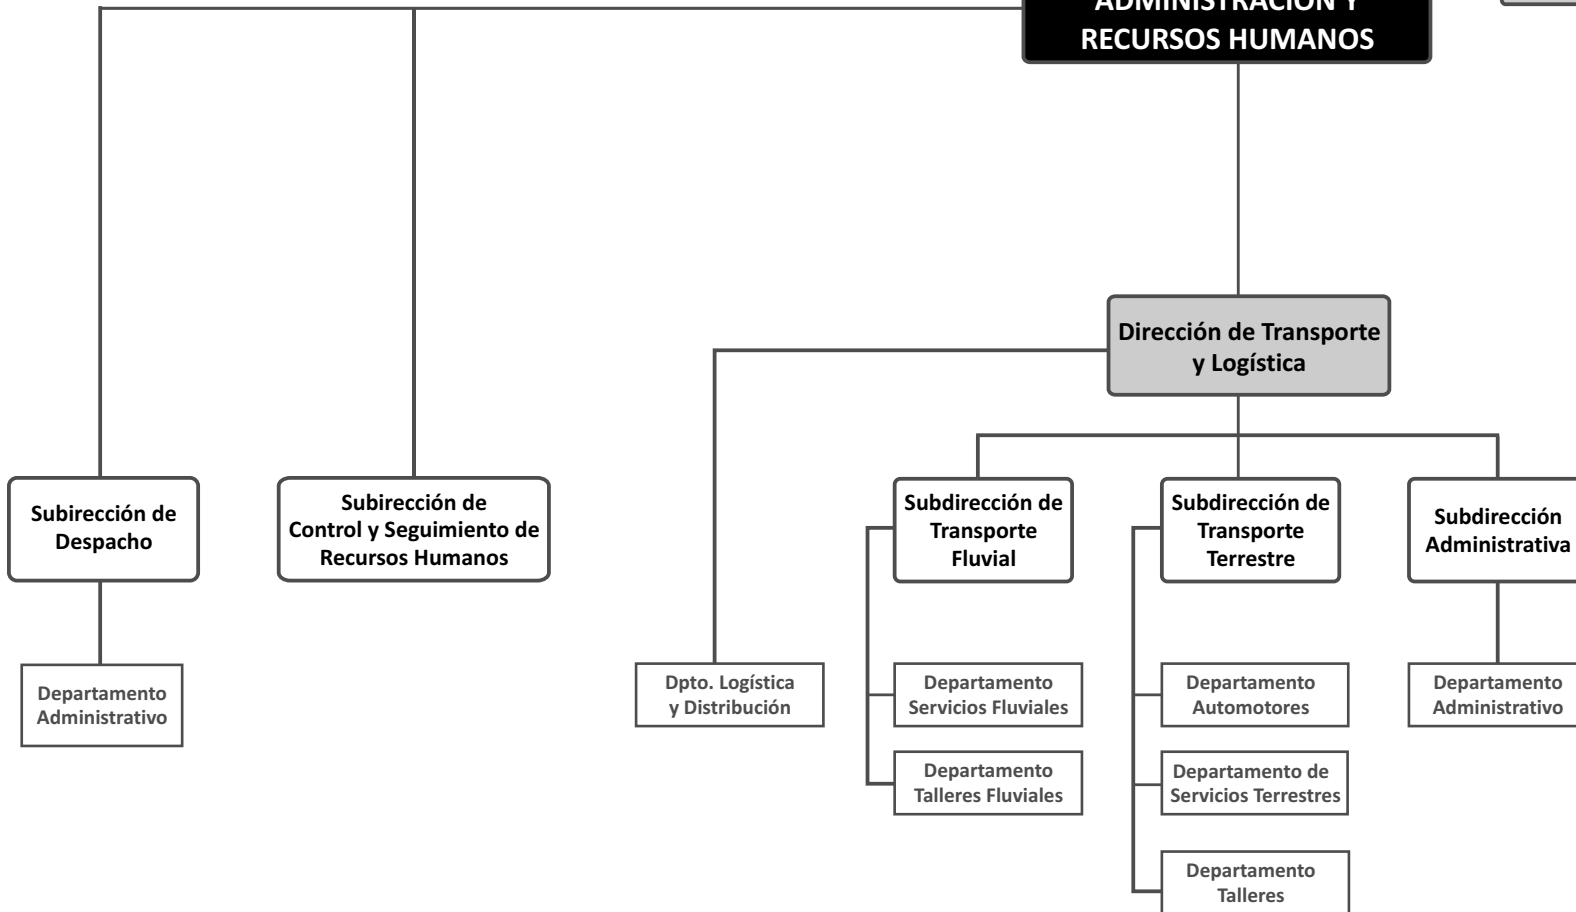 ADMINISTRACIÓN Y
RECURSOS HUMANOS
Dirección de Transporte
y Logística
Subirección de
Despacho
Subirección de
Control y Seguimiento de
Recursos Humanos
Subdirección de
Transporte
Fluvial
Subdirección de
Transporte
Terrestre
Subdirección
Administrativa
Departamento
Administrativo
Dpto. Logística
y Distribución
Departamento
Servicios Fluviales
Departamento
Automotores
Departamento
Administrativo
Departamento
Talleres Fluviales
Departamento de
Servicios Terrestres
Departamento
Talleres